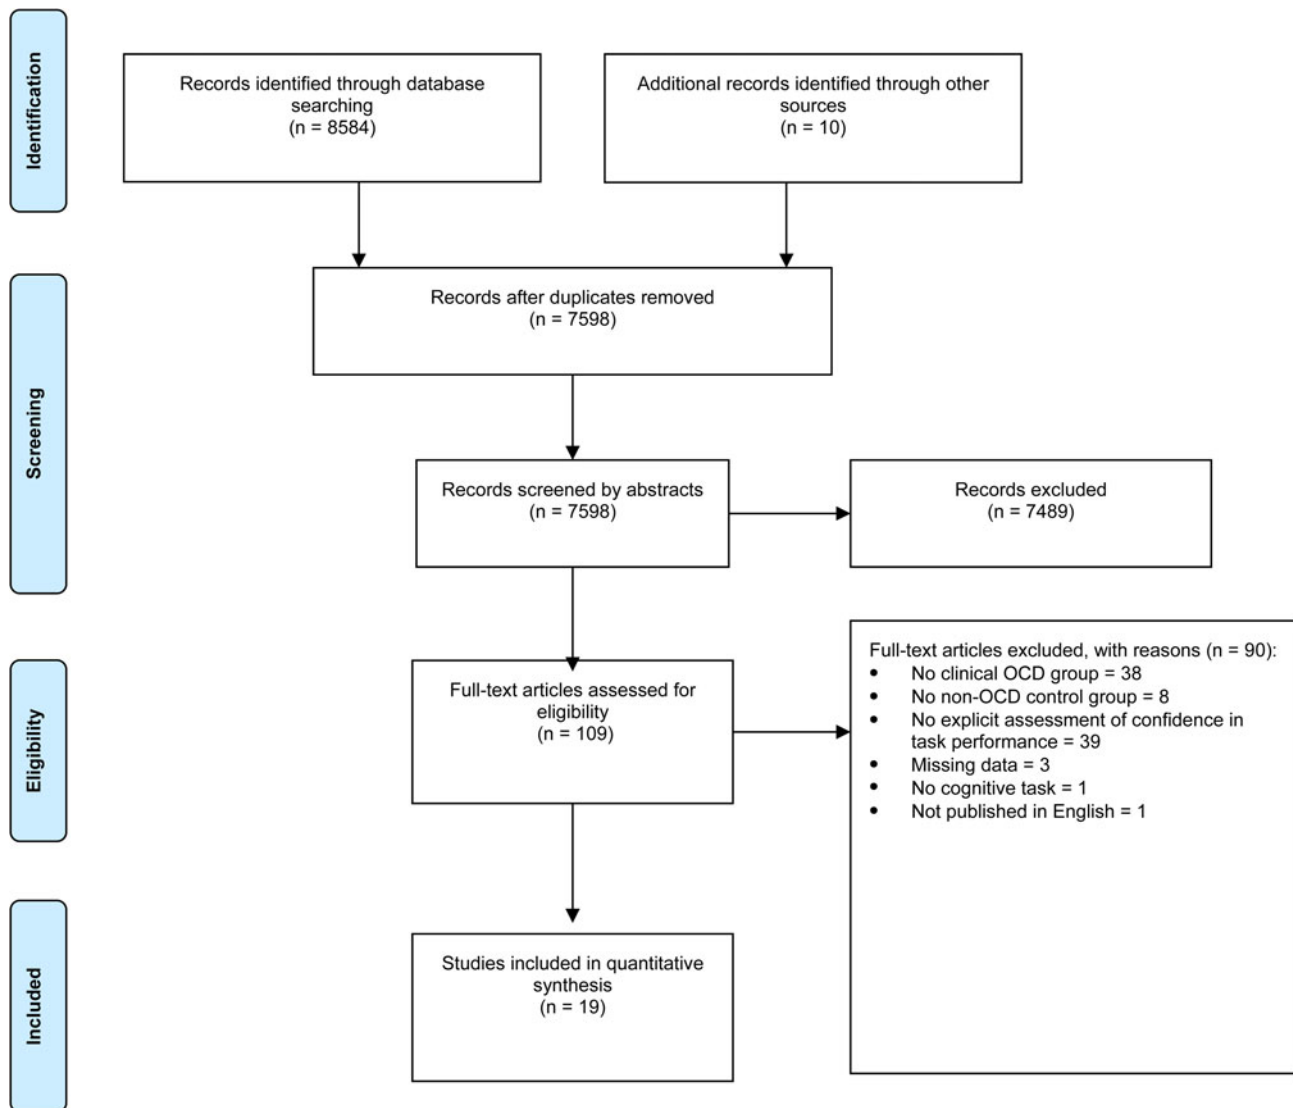 Identification
Records identified through database
searching
(n = 8584)
Additional records identified through other
sources
(n = 10)
Screening
Records after duplicates removed
(n = 7598)
Records screened by abstracts
(n = 7598)
Records excluded
(n = 7489)
Eligibility
Full-text articles assessed for
eligibility
(n = 109)
Full-text articles excluded, with reasons (n = 90):
• No clinical OCD group = 38
• No non-OCD control group = 8
• No explicit assessment of confidence in
task performance = 39
• Missing data = 3
• No cognitive task = 1
• Not published in English = 1
Included
Studies included in quantitative
synthesis
(n = 19)